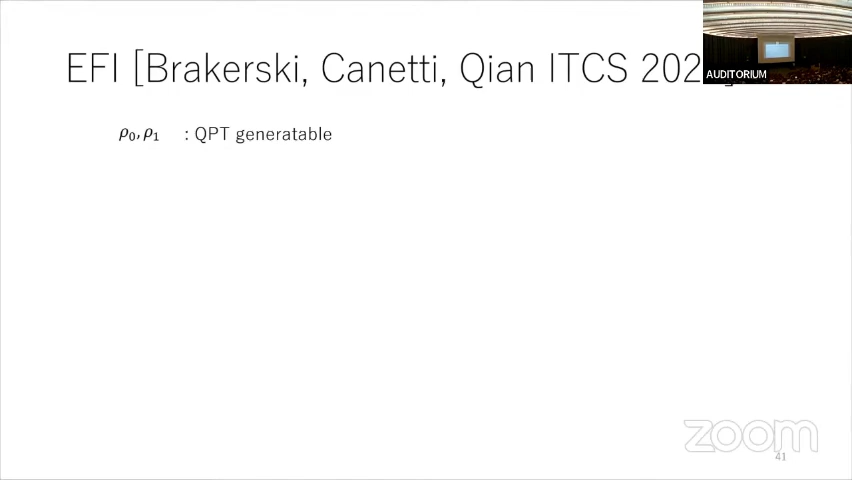 EFI [Brakerski, Canetti, Qian ITCS 202
AUDITORIUM
ρ₀,ρ₁ : QPT generatable
zoom
41